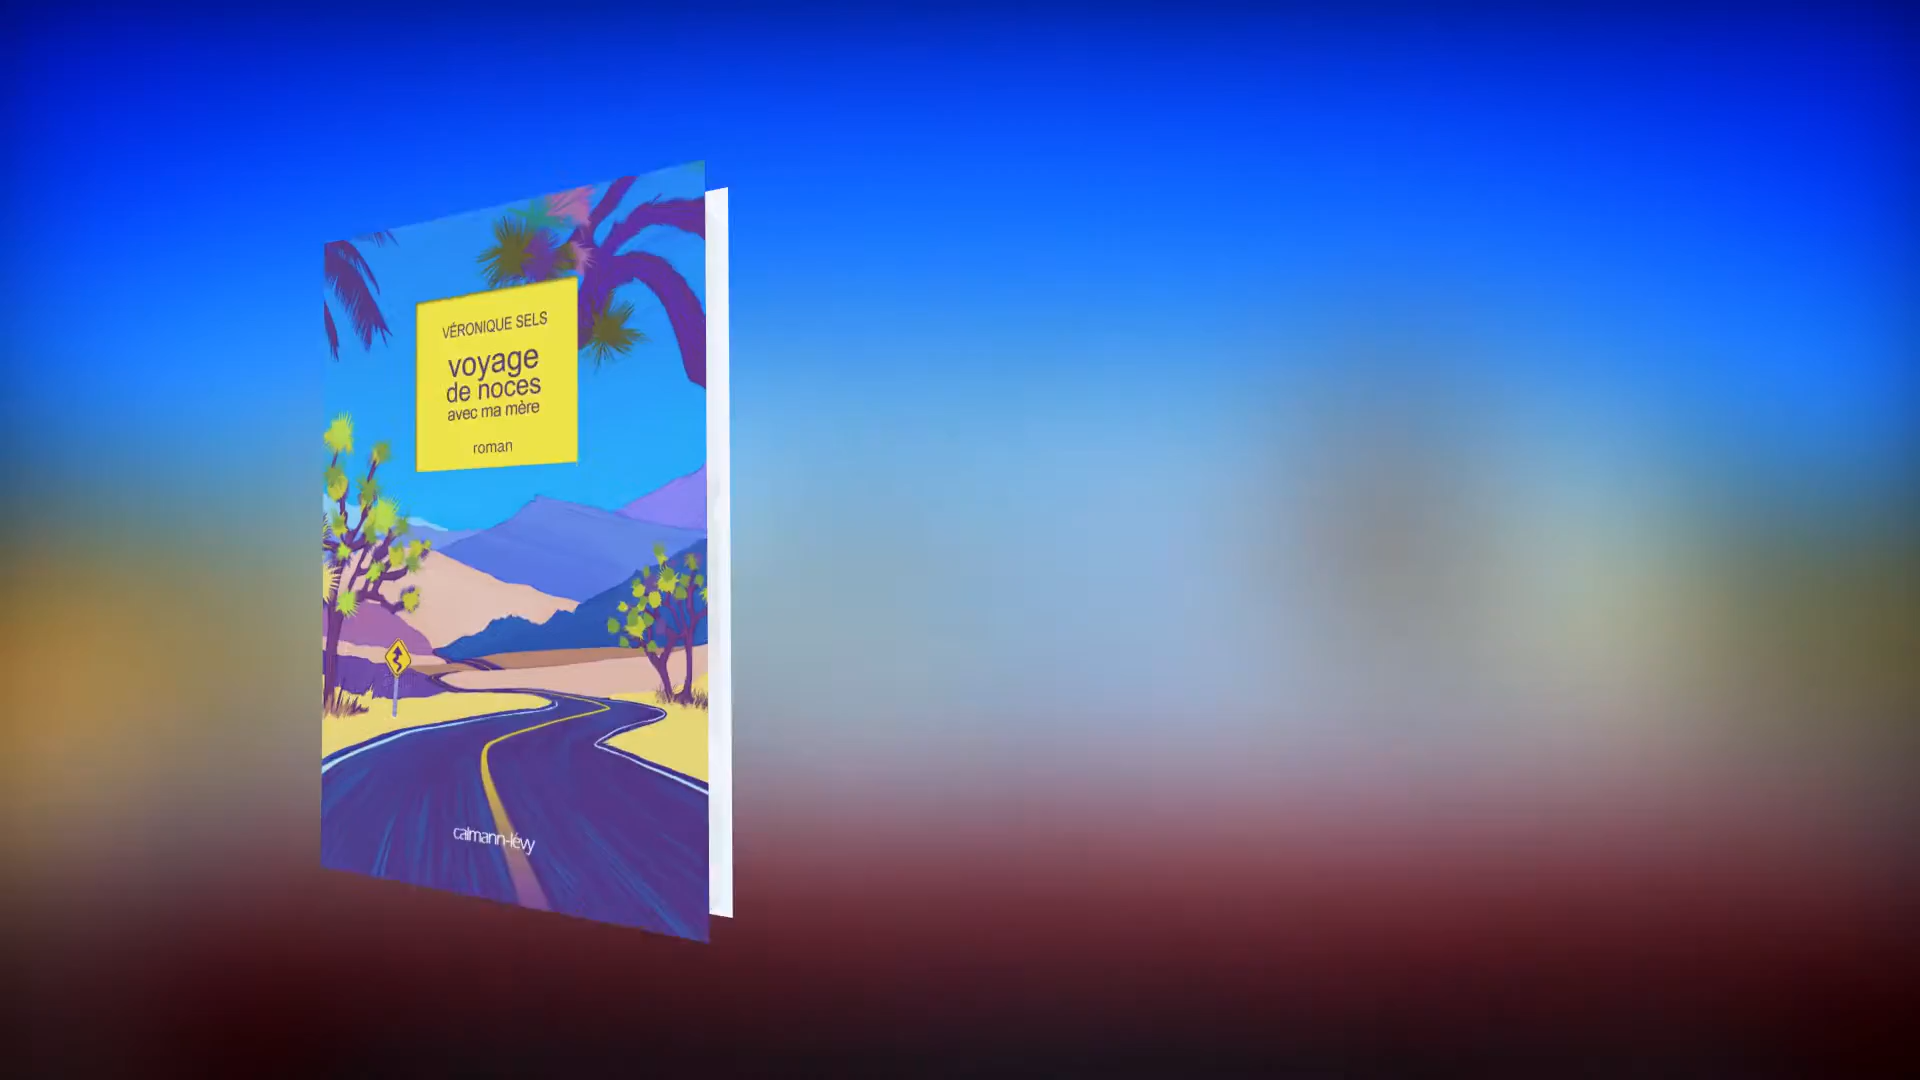 VÉRONIQUE SELS
voyage
de noces
avec ma mère
roman
calmann-lévy